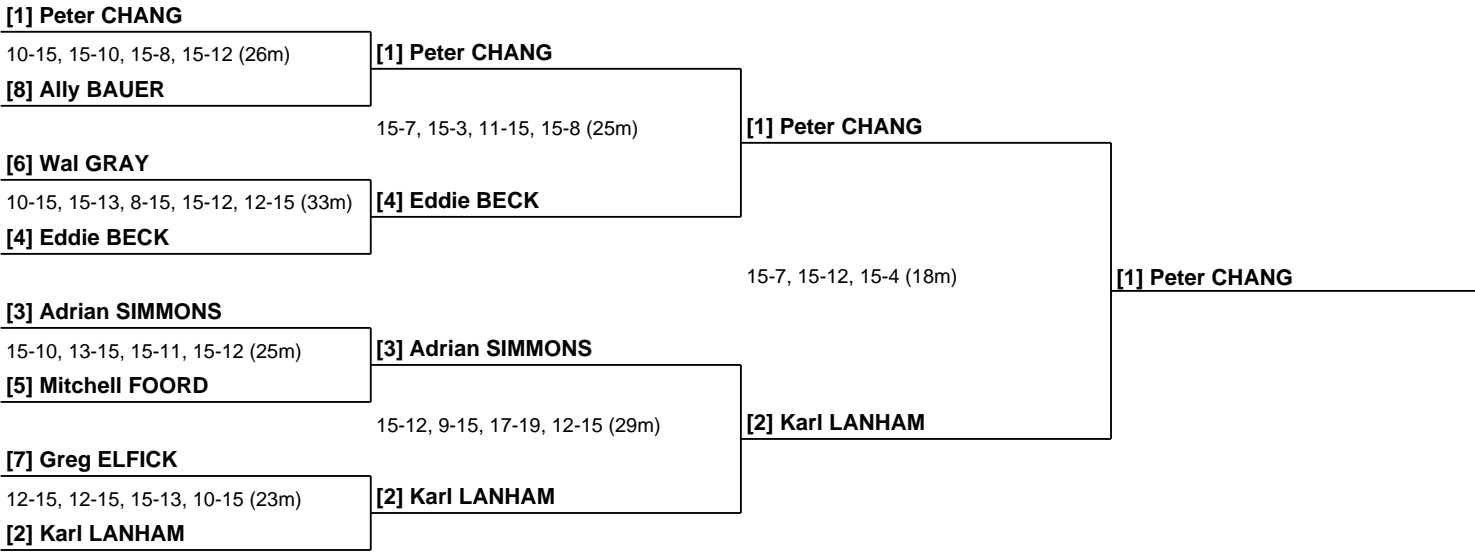 [1] Peter CHANG
10-15, 15-10, 15-8, 15-12 (26m)
[8] Ally BAUER
[6] Wal GRAY
10-15, 15-13, 8-15, 15-12, 12-15 (33m)
[4] Eddie BECK
[3] Adrian SIMMONS
15-10, 13-15, 15-11, 15-12 (25m)
[5] Mitchell FOORD
[7] Greg ELFICK
12-15, 12-15, 15-13, 10-15 (23m)
[2] Karl LANHAM
[1] Peter CHANG
15-7, 15-3, 11-15, 15-8 (25m)
[4] Eddie BECK
[3] Adrian SIMMONS
15-12, 9-15, 17-19, 12-15 (29m)
[2] Karl LANHAM
[1] Peter CHANG
15-7, 15-12, 15-4 (18m)
[2] Karl LANHAM
[1] Peter CHANG